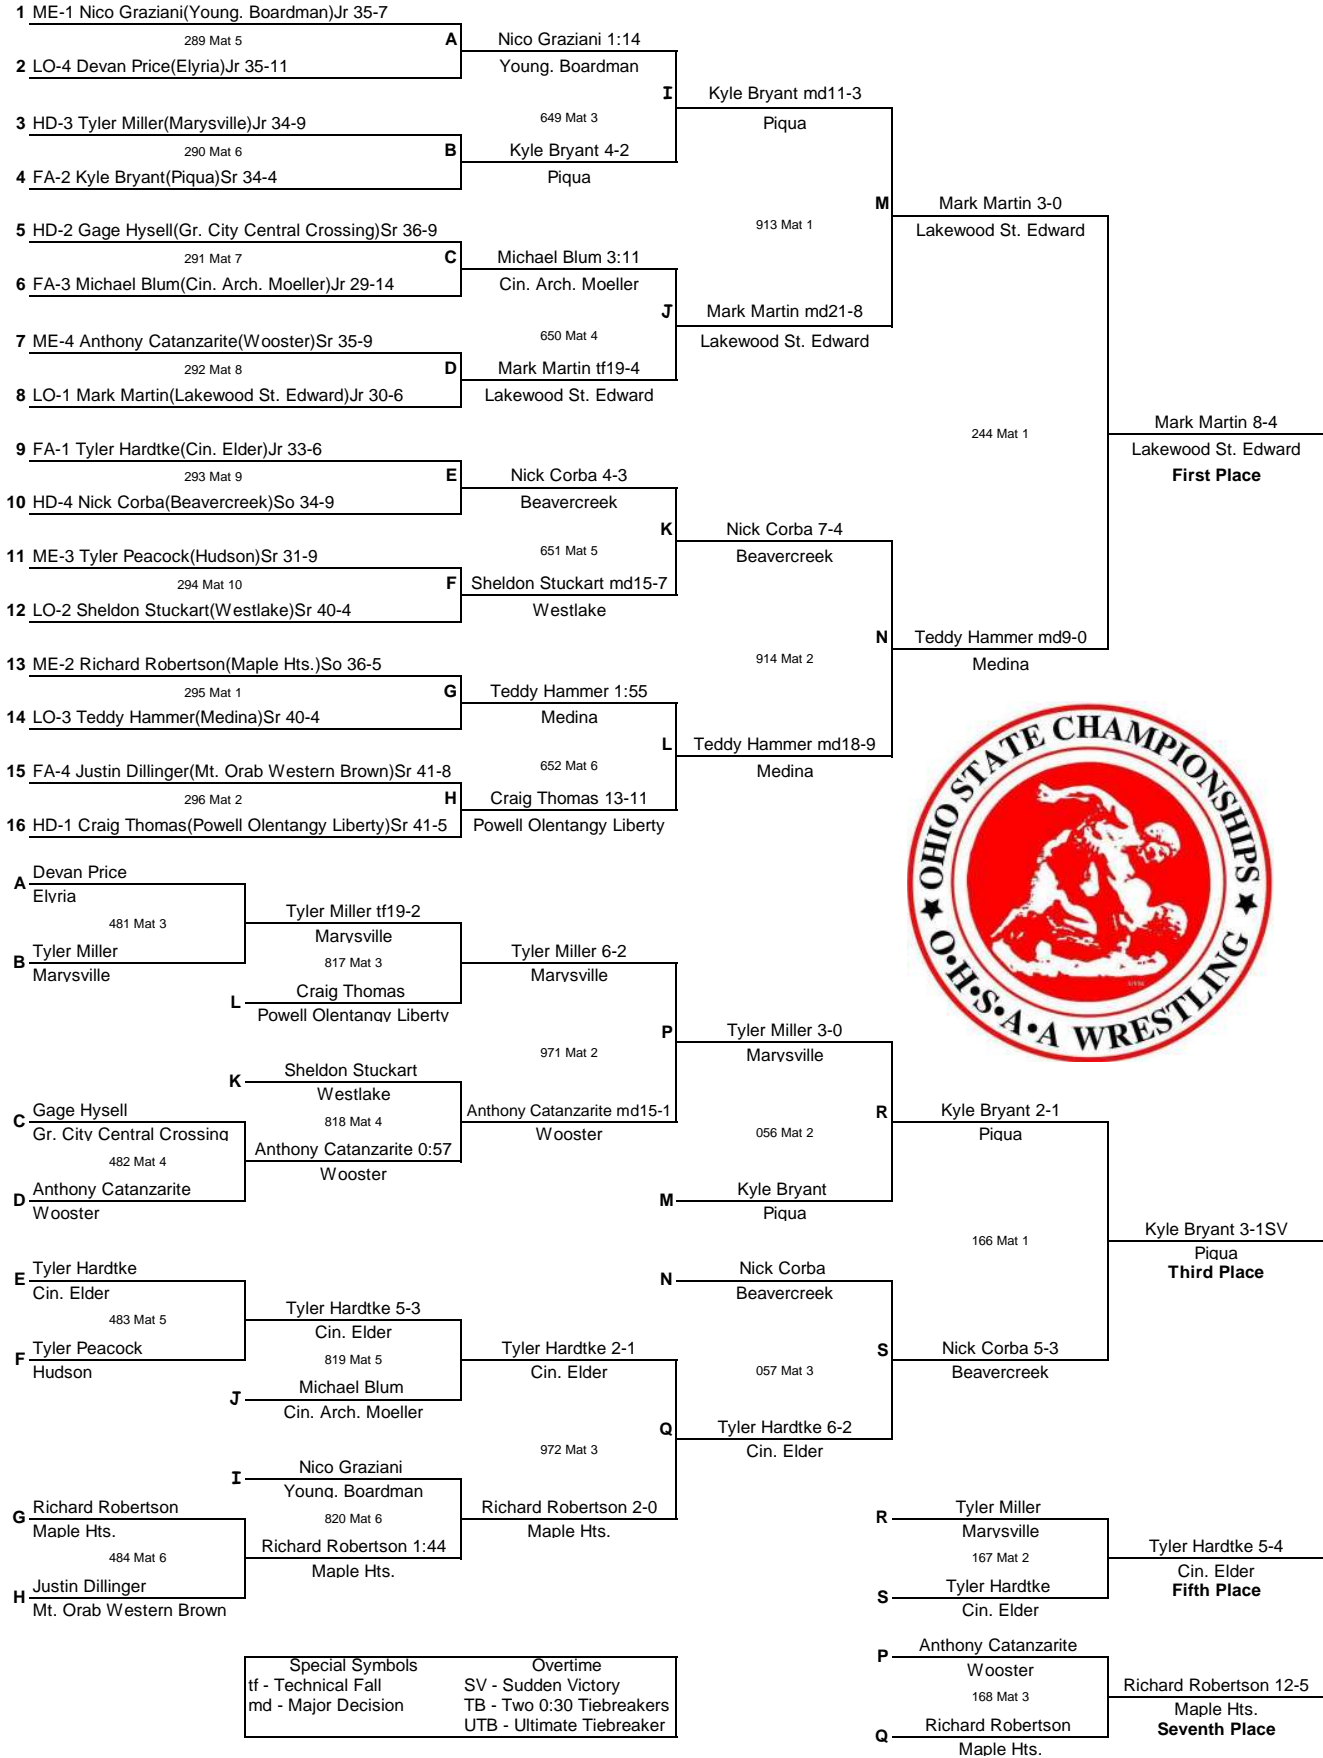 1 ME-1 Nico Graziani(Young. Boardman)Jr 35-7
289 Mat 5
A
2 LO-4 Devan Price(Elyria)Jr 35-11
Nico Graziani 1:14
Young. Boardman
649 Mat 3
I
3 HD-3 Tyler Miller(Marysville)Jr 34-9
290 Mat 6
B
4 FA-2 Kyle Bryant(Piqua)Sr 34-4
Kyle Bryant 4-2
Piqua
Kyle Bryant md11-3
Piqua
913 Mat 1
M
5 HD-2 Gage Hysell(Gr. City Central Crossing)Sr 36-9
291 Mat 7
C
6 FA-3 Michael Blum(Cin. Arch. Moeller)Jr 29-14
Michael Blum 3:11
Cin. Arch. Moeller
650 Mat 4
J
7 ME-4 Anthony Catanzarite(Wooster)Sr 35-9
292 Mat 8
D
8 LO-1 Mark Martin(Lakewood St. Edward)Jr 30-6
Mark Martin tf19-4
Lakewood St. Edward
Mark Martin md21-8
Lakewood St. Edward
Mark Martin 3-0
Lakewood St. Edward
244 Mat 1
Mark Martin 8-4
Lakewood St. Edward
First Place
9 FA-1 Tyler Hardtke(Cin. Elder)Jr 33-6
293 Mat 9
E
10 HD-4 Nick Corba(Beavercreek)So 34-9
Nick Corba 4-3
Beavercreek
651 Mat 5
K
11 ME-3 Tyler Peacock(Hudson)Sr 31-9
294 Mat 10
F
12 LO-2 Sheldon Stuckart(Westlake)Sr 40-4
Sheldon Stuckart md15-7
Westlake
Nick Corba 7-4
Beavercreek
914 Mat 2
N
13 ME-2 Richard Robertson(Maple Hts.)So 36-5
295 Mat 1
G
14 LO-3 Teddy Hammer(Medina)Sr 40-4
Teddy Hammer 1:55
Medina
652 Mat 6
L
15 FA-4 Justin Dillinger(Mt. Orab Western Brown)Sr 41-8
296 Mat 2
H
16 HD-1 Craig Thomas(Powell Olentangy Liberty)Sr 41-5
Craig Thomas 13-11
Powell Olentangy Liberty
Teddy Hammer md18-9
Medina
Teddy Hammer md9-0
Medina
OHIO STATE CHAMPIONSHIPS
O•H•S•A•A WRESTLING
A Devan Price
Elyria
481 Mat 3
B Tyler Miller
Marysville
Tyler Miller tf19-2
Marysville
817 Mat 3
L Craig Thomas
Powell Olentangy Liberty
Tyler Miller 6-2
Marysville
971 Mat 2
P
K Sheldon Stuckart
Westlake
818 Mat 4
C Gage Hysell
Gr. City Central Crossing
482 Mat 4
D Anthony Catanzarite
Wooster
Anthony Catanzarite 0:57
Wooster
Anthony Catanzarite md15-1
Wooster
Tyler Miller 3-0
Marysville
056 Mat 2
R
M Kyle Bryant
Piqua
Kyle Bryant 2-1
Piqua
166 Mat 1
Kyle Bryant 3-1SV
Piqua
Third Place
E Tyler Hardtke
Cin. Elder
483 Mat 5
F Tyler Peacock
Hudson
Tyler Hardtke 5-3
Cin. Elder
819 Mat 5
J Michael Blum
Cin. Arch. Moeller
Tyler Hardtke 2-1
Cin. Elder
972 Mat 3
Q
I Nico Graziani
Young. Boardman
820 Mat 6
G Richard Robertson
Maple Hts.
484 Mat 6
H Justin Dillinger
Mt. Orab Western Brown
Richard Robertson 1:44
Maple Hts.
Richard Robertson 2-0
Maple Hts.
N Nick Corba
Beavercreek
057 Mat 3
S
Tyler Hardtke 6-2
Cin. Elder
Nick Corba 5-3
Beavercreek
R Tyler Miller
Marysville
167 Mat 2
S Tyler Hardtke
Cin. Elder
Tyler Hardtke 5-4
Cin. Elder
Fifth Place
P Anthony Catanzarite
Wooster
168 Mat 3
Q Richard Robertson
Maple Hts.
Richard Robertson 12-5
Maple Hts.
Seventh Place
Special Symbols
tf - Technical Fall
md - Major Decision
Overtime
SV - Sudden Victory
TB - Two 0:30 Tiebreakers
UTB - Ultimate Tiebreaker